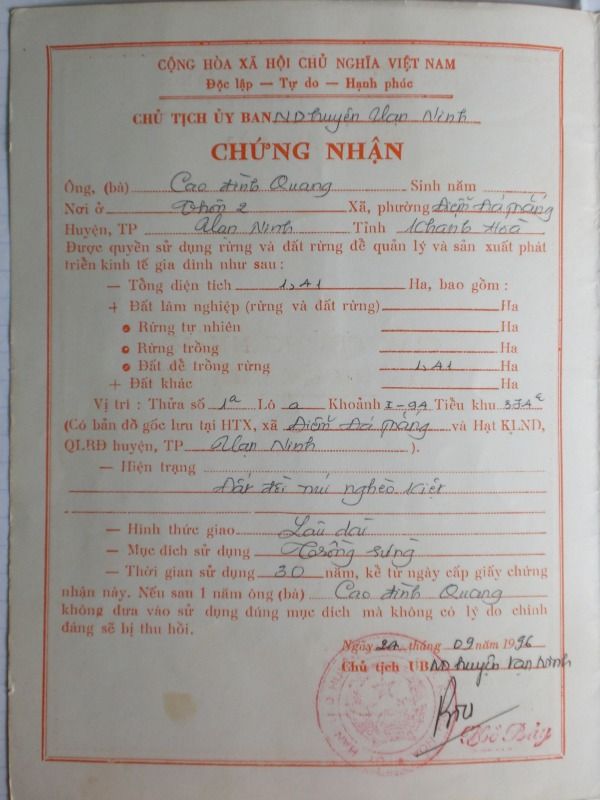 CỘNG HÒA XÃ HỘI CHỦ NGHĨA VIỆT NAM
Độc lập — Tự do — Hạnh phúc
CHỦ TỊCH ỦY BAN ND huyện Vạn Ninh
CHỨNG NHẬN
Ông, (bà) Cao Đình Quang Sinh năm
Nơi ở Thôn 2 Xã, phường Điềm
Huyện, TP Vạn Ninh Tỉnh Khánh Hoà
Được quyền sử dụng rừng và đất rừng để quản lý và sản xuất phát
triển kinh tế gia đình như sau :
— Tổng diện tích 1,41 Ha, bao gồm :
+ Đất lâm nghiệp (rừng và đất rừng) Ha
● Rừng tự nhiên Ha
● Rừng trồng Ha
● Đất để trồng rừng 1,41 Ha
+ Đất khác Ha
Vị trí : Thửa số 1a Lô a Khoảnh Tiểu khu
(Có bản đồ gốc lưu tại HTX, xã Điềm và Hạt KLND,
QLRĐ huyện, TP Vạn Ninh ).
— Hiện trạng
Đất đồi núi nghèo kiệt
— Hình thức giao Lâu dài
— Mục đích sử dụng Trồng rừng
— Thời gian sử dụng 30 năm, kể từ ngày cấp giấy chứng
nhận này. Nếu sau 1 năm ông (bà) Cao Đình Quang
không đưa vào sử dụng đúng mục đích mà không có lý do chính
đáng sẽ bị thu hồi.
Ngày tháng 09 năm 1996
Chủ tịch UB ND huyện Vạn Ninh